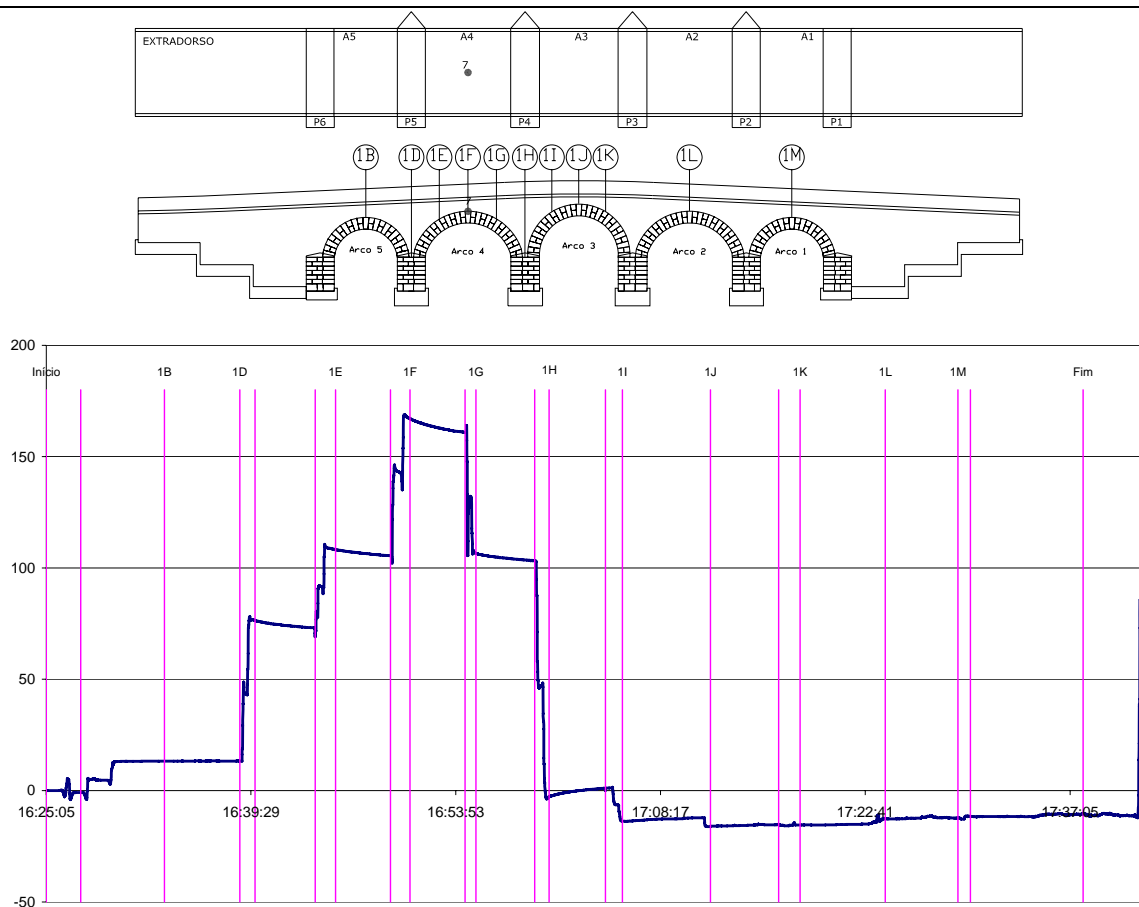 A5 A4 A3 A2 A1
EXTRADORSO
7
P6 P5 P4 P3 P2 P1
1B 1D 1E 1F 1G 1H 1I 1J 1K 1L 1M
7
Arco 5 Arco 4 Arco 3 Arco 2 Arco 1
200
Início 1B 1D 1E 1F 1G 1H 1I 1J 1K 1L 1M Fim
150
100
50
0
16:25:05 16:39:29 16:53:53 17:08:17 17:22:41 17:37:05
-50